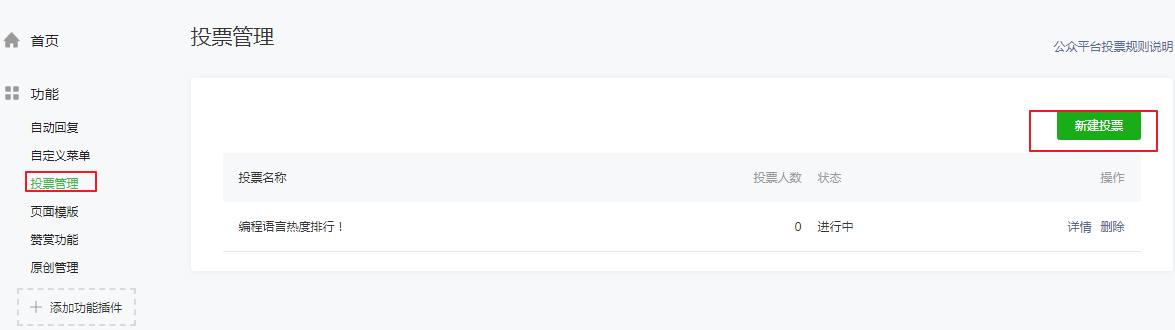 首页
功能
自动回复
自定义菜单
投票管理
页面模版
赞赏功能
原创管理
添加功能插件
投票管理
公众平台投票规则说明
新建投票
投票名称 投票人数 状态 操作
编程语言热度排行！ 0 进行中 详情 删除